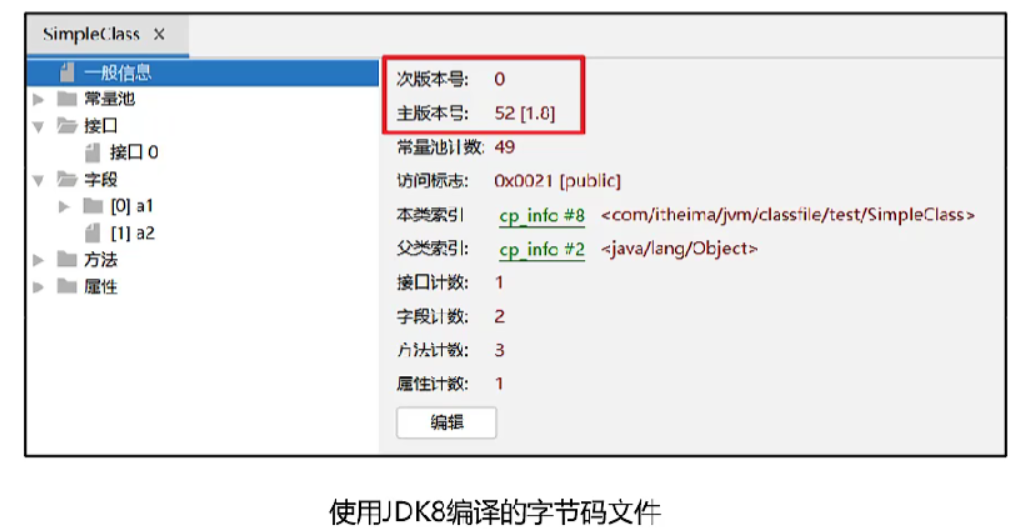 SimpleClass ×
一般信息
常量池
接口
接口 0
字段
[0] a1
[1] a2
方法
属性
次版本号: 0
主版本号: 52 [1.8]
常量池计数: 49
访问标志: 0x0021 [public]
本类索引 cp_info #8 <com/itheima/jvm/classfile/test/SimpleClass>
父类索引: cp_info #2 <java/lang/Object>
接口计数: 1
字段计数: 2
方法计数: 3
属性计数: 1
编辑
使用JDK8编译的字节码文件